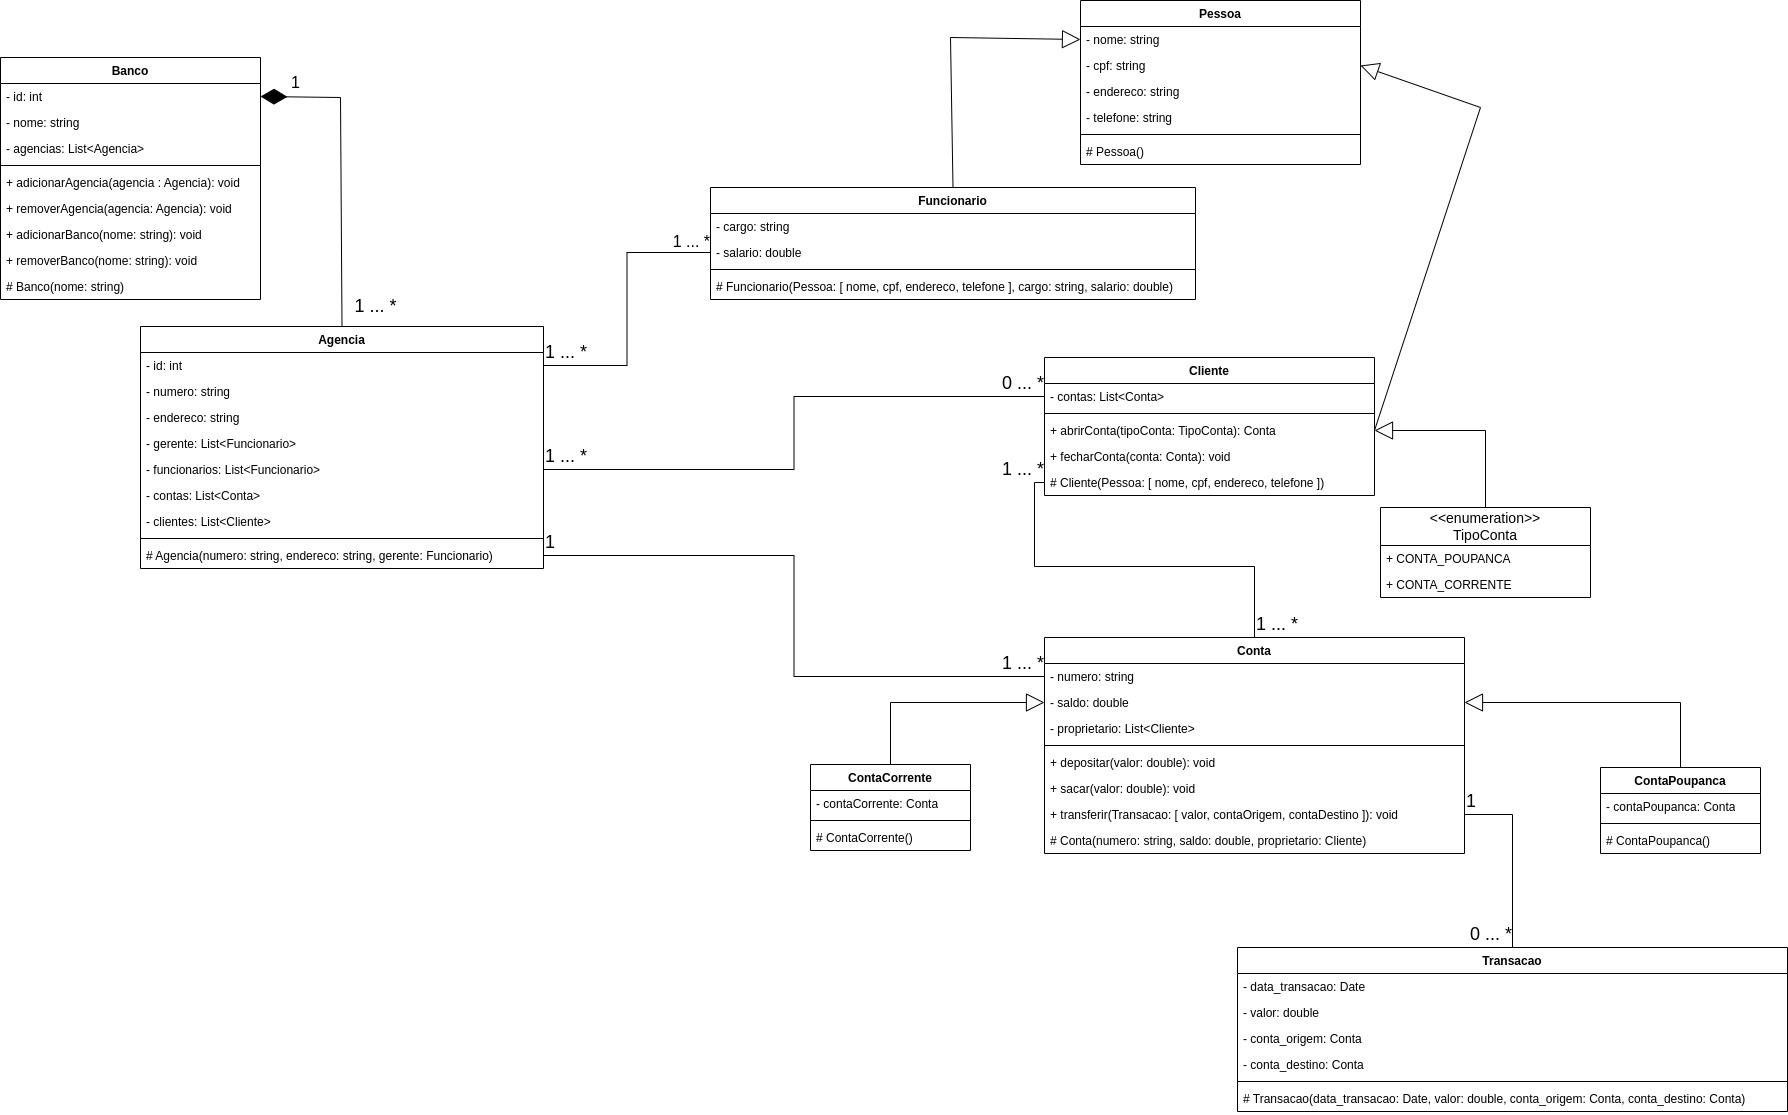 Banco
- id: int
- nome: string
- agencias: List<Agencia>
+ adicionarAgencia(agencia : Agencia): void
+ removerAgencia(agencia: Agencia): void
+ adicionarBanco(nome: string): void
+ removerBanco(nome: string): void
# Banco(nome: string)
1
1 ... *
Agencia
- id: int
- numero: string
- endereco: string
- gerente: List<Funcionario>
- funcionarios: List<Funcionario>
- contas: List<Conta>
- clientes: List<Cliente>
# Agencia(numero: string, endereco: string, gerente: Funcionario)
1 ... *
1 ... *
1
Pessoa
- nome: string
- cpf: string
- endereco: string
- telefone: string
# Pessoa()
1 ... *
Funcionario
- cargo: string
- salario: double
# Funcionario(Pessoa: [ nome, cpf, endereco, telefone ], cargo: string, salario: double)
0 ... *
1 ... *
Cliente
- contas: List<Conta>
+ abrirConta(tipoConta: TipoConta): Conta
+ fecharConta(conta: Conta): void
# Cliente(Pessoa: [ nome, cpf, endereco, telefone ])
<<enumeration>>
TipoConta
+ CONTA_POUPANCA
+ CONTA_CORRENTE
1 ... *
1 ... *
Conta
- numero: string
- saldo: double
- proprietario: List<Cliente>
+ depositar(valor: double): void
+ sacar(valor: double): void
+ transferir(Transacao: [ valor, contaOrigem, contaDestino ]): void
# Conta(numero: string, saldo: double, proprietario: Cliente)
1
ContaCorrente
- contaCorrente: Conta
# ContaCorrente()
ContaPoupanca
- contaPoupanca: Conta
# ContaPoupanca()
0 ... *
Transacao
- data_transacao: Date
- valor: double
- conta_origem: Conta
- conta_destino: Conta
# Transacao(data_transacao: Date, valor: double, conta_origem: Conta, conta_destino: Conta)